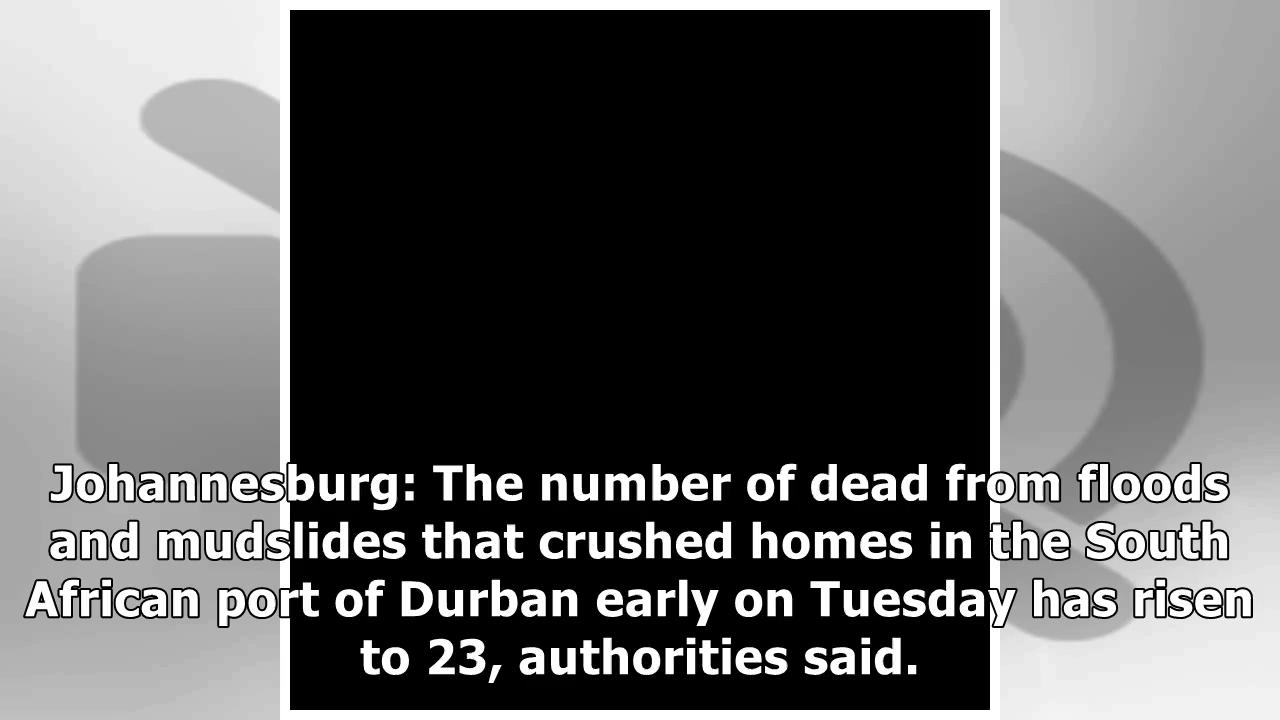 Johannesburg: The number of dead from floods
and mudslides that crushed homes in the South
African port of Durban early on Tuesday has risen
to 23, authorities said.